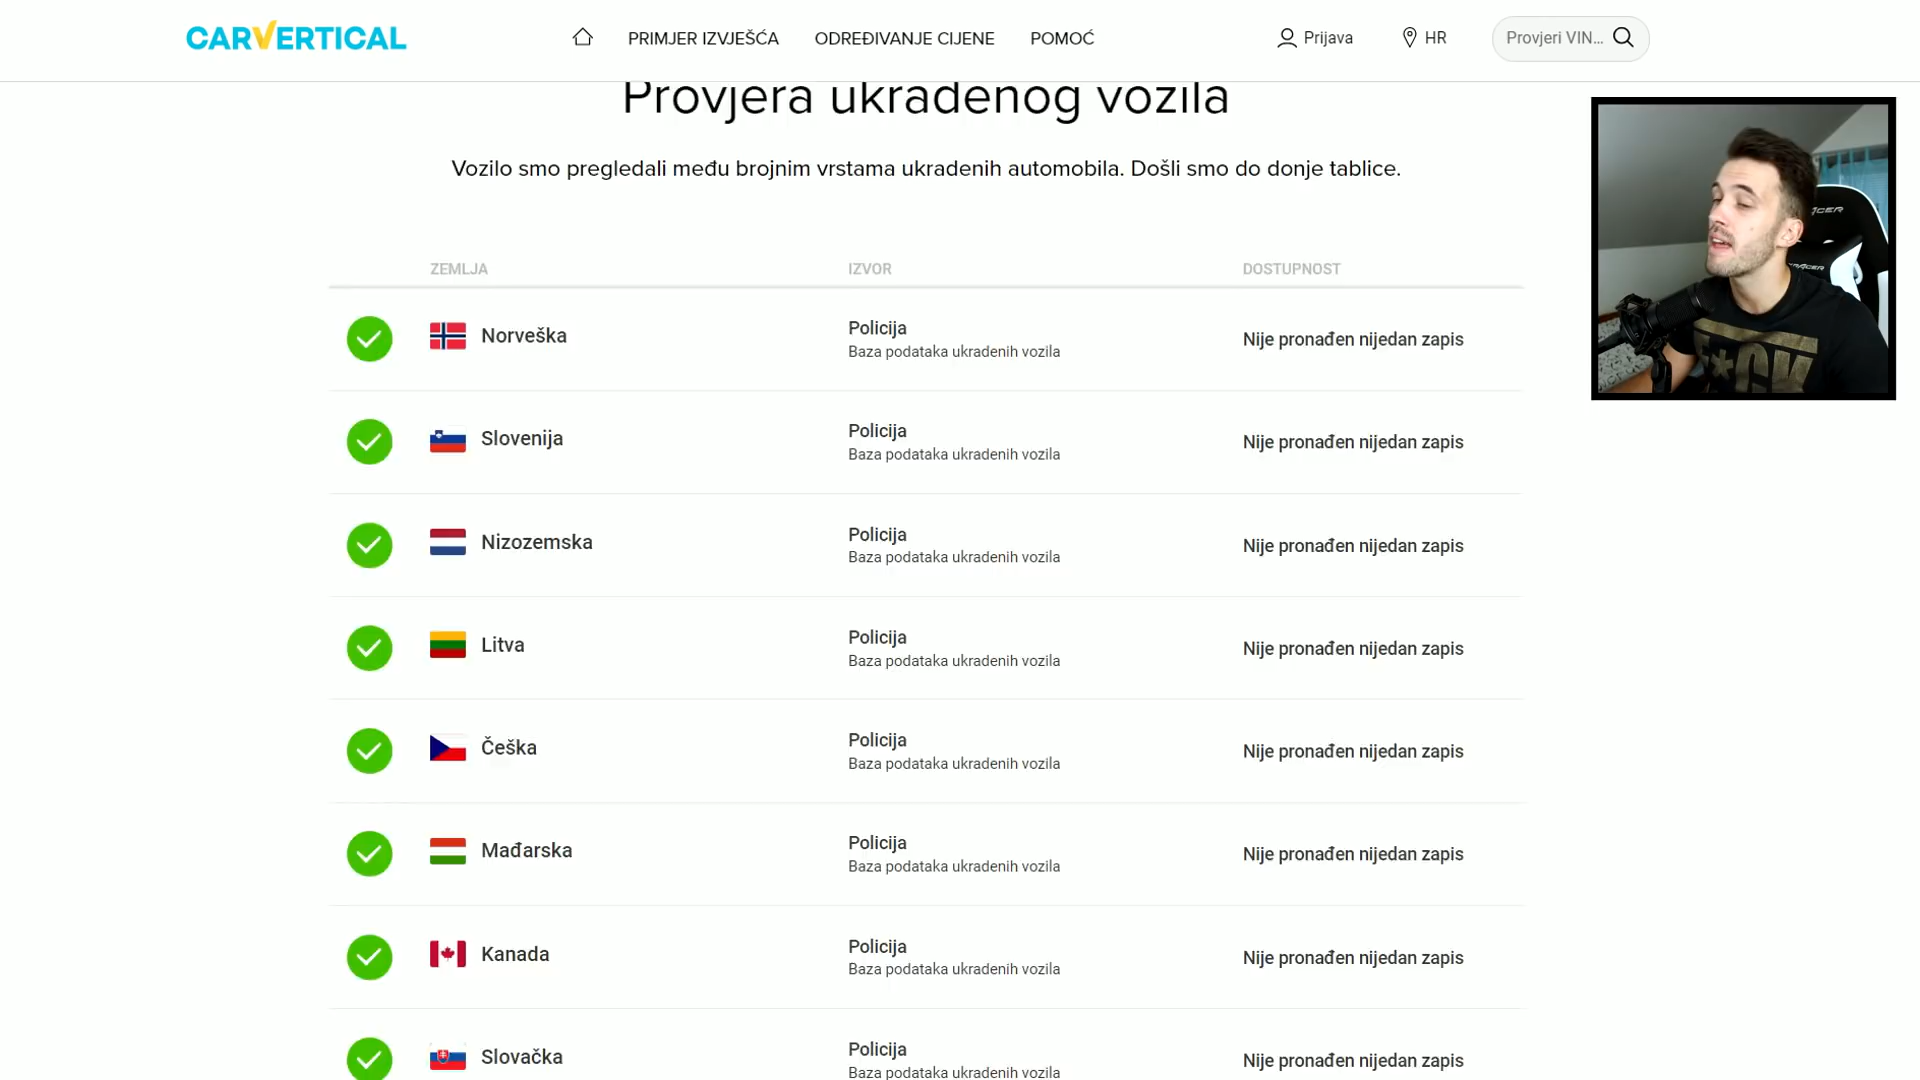 CARVERTICAL
PRIMJER IZVJEŠĆA
ODREĐIVANJE CIJENE
POMOĆ
Prijava
HR
Provjeri VIN...
Provjera ukradenog vozila
Vozilo smo pregledali među brojnim vrstama ukradenih automobila. Došli smo do donje tablice.
ZEMLJA IZVOR DOSTUPNOST
Norveška
Policija
Baza podataka ukradenih vozila
Nije pronađen nijedan zapis
Slovenija
Policija
Baza podataka ukradenih vozila
Nije pronađen nijedan zapis
Nizozemska
Policija
Baza podataka ukradenih vozila
Nije pronađen nijedan zapis
Litva
Policija
Baza podataka ukradenih vozila
Nije pronađen nijedan zapis
Češka
Policija
Baza podataka ukradenih vozila
Nije pronađen nijedan zapis
Mađarska
Policija
Baza podataka ukradenih vozila
Nije pronađen nijedan zapis
Kanada
Policija
Baza podataka ukradenih vozila
Nije pronađen nijedan zapis
Slovačka
Policija
Baza podataka ukradenih vozila
Nije pronađen nijedan zapis
F*CK